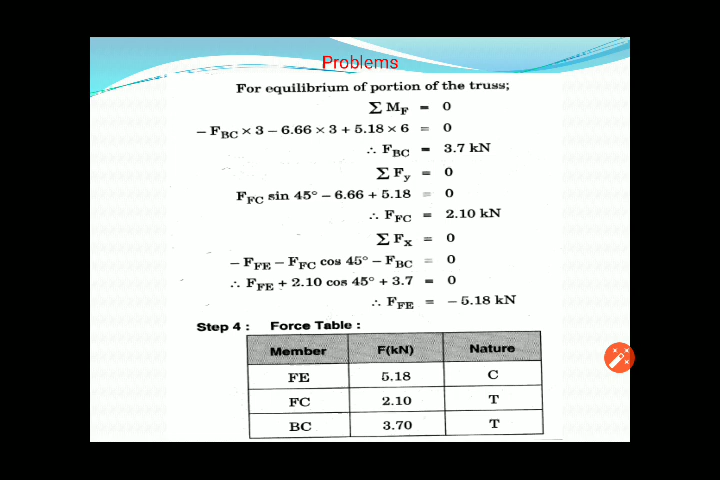 Problems
For equilibrium of portion of the truss;
∑ M_F = 0
– F_BC × 3 – 6.66 × 3 + 5.18 × 6 = 0
∴ F_BC = 3.7 kN
∑ F_y = 0
F_FC sin 45° – 6.66 + 5.18 = 0
∴ F_FC = 2.10 kN
∑ F_x = 0
– F_FE – F_FC cos 45° – F_BC = 0
∴ F_FE + 2.10 cos 45° + 3.7 = 0
∴ F_FE = – 5.18 kN
Step 4 : Force Table :
Member F(kN) Nature
FE 5.18 C
FC 2.10 T
BC 3.70 T